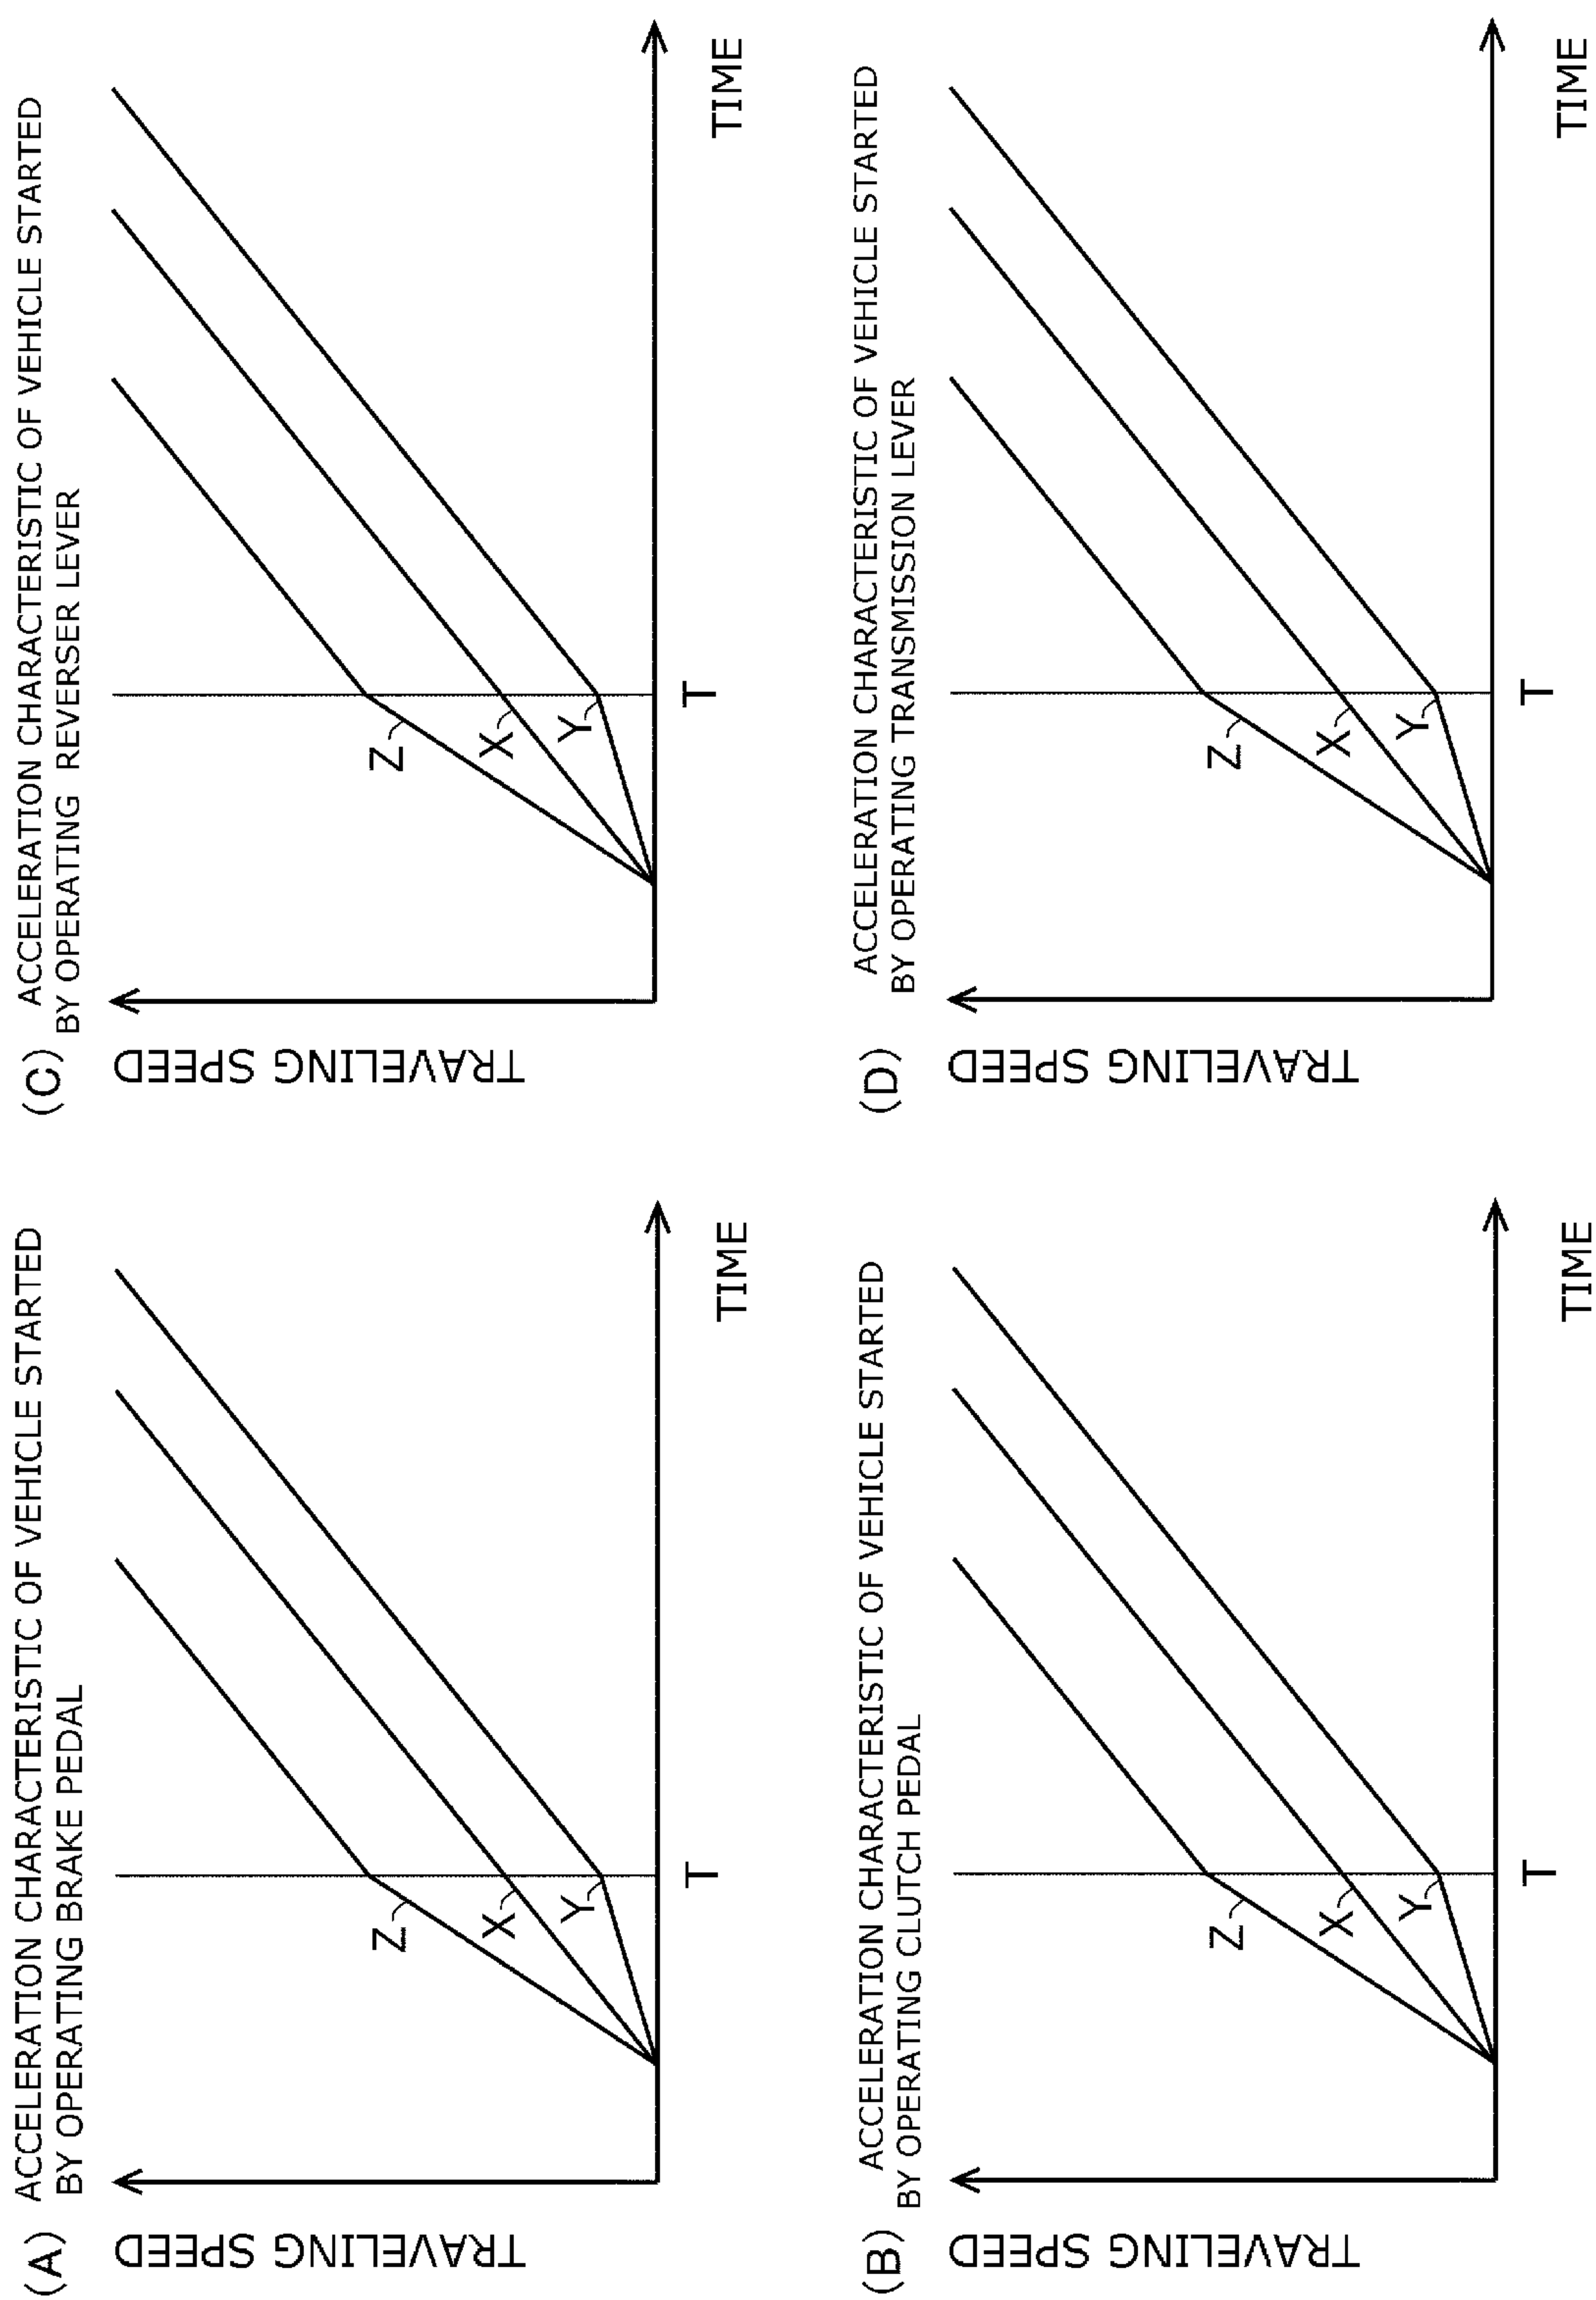 (A) ACCELERATION CHARACTERISTIC OF VEHICLE STARTED
BY OPERATING BRAKE PEDAL
TRAVELING SPEED
Z
X
Y
T
TIME
(B) ACCELERATION CHARACTERISTIC OF VEHICLE STARTED
BY OPERATING CLUTCH PEDAL
TRAVELING SPEED
Z
X
Y
T
TIME
(C) ACCELERATION CHARACTERISTIC OF VEHICLE STARTED
BY OPERATING REVERSER LEVER
TRAVELING SPEED
Z
X
Y
T
TIME
(D) ACCELERATION CHARACTERISTIC OF VEHICLE STARTED
BY OPERATING TRANSMISSION LEVER
TRAVELING SPEED
Z
X
Y
T
TIME